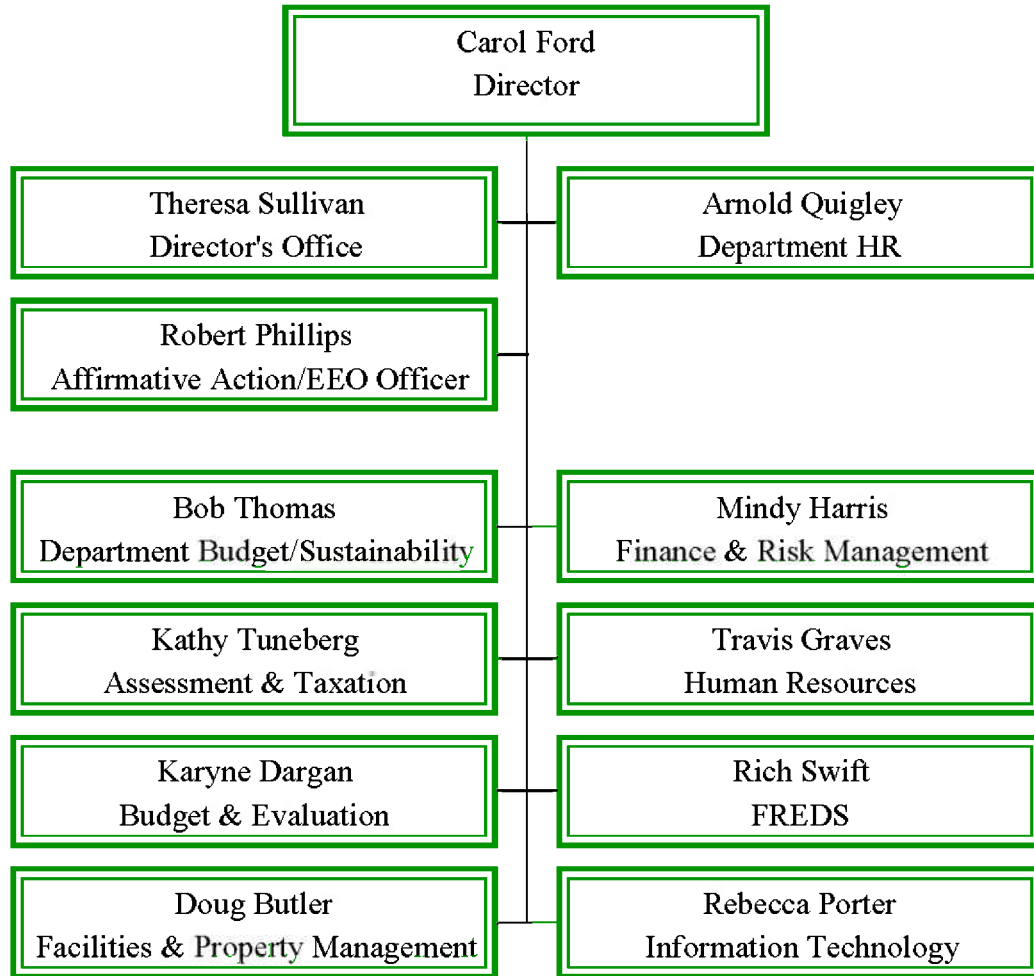 Carol Ford
Director
Theresa Sullivan
Director's Office
Arnold Quigley
Department HR
Robert Phillips
Affirmative Action/EEO Officer
Bob Thomas
Department Budget/Sustainability
Mindy Harris
Finance & Risk Management
Kathy Tuneberg
Assessment & Taxation
Travis Graves
Human Resources
Karyne Dargan
Budget & Evaluation
Rich Swift
FREDS
Doug Butler
Facilities & Property Management
Rebecca Porter
Information Technology